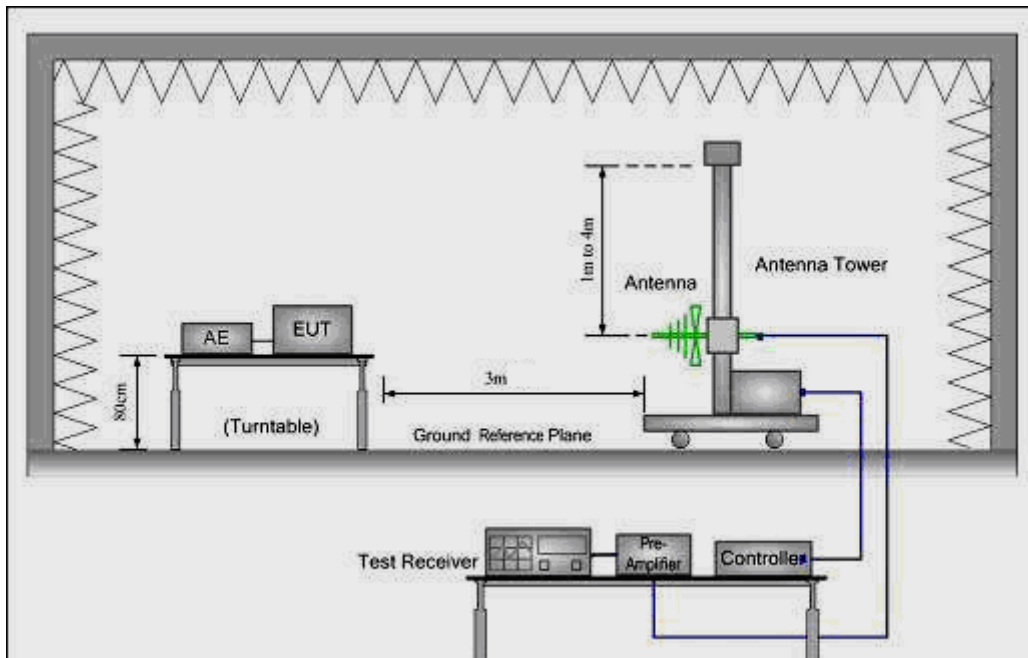 1m to 4m
Antenna
Antenna Tower
AE
EUT
80cm
3m
(Turntable)
Ground Reference Plane
Test Receiver
Pre-
Amplifier
Controller